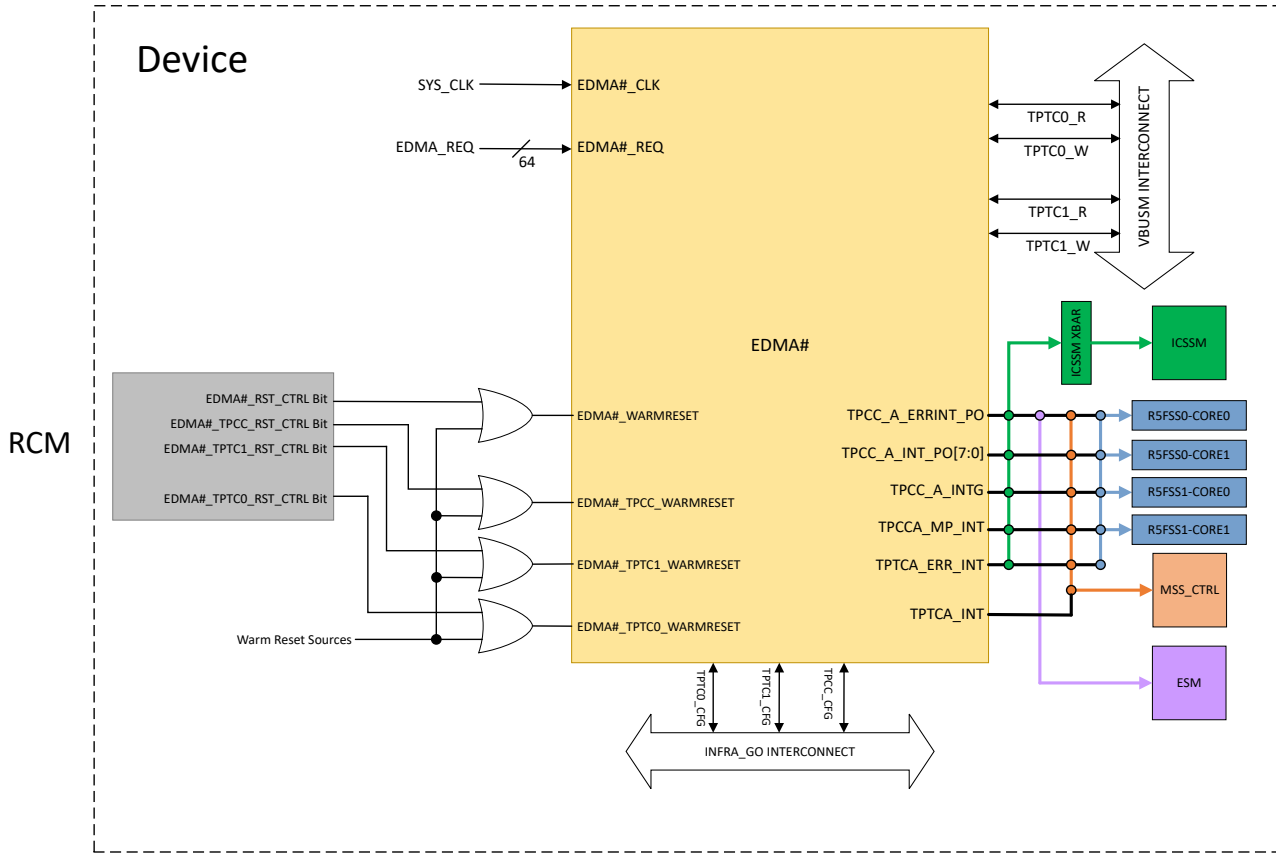 Device
RCM
SYS_CLK
EDMA_REQ
64
EDMA#_CLK
EDMA#_REQ
EDMA#
TPTC0_R
TPTC0_W
TPTC1_R
TPTC1_W
VBUSM INTERCONNECT
ICSSM XBAR
ICSSM
EDMA#_RST_CTRL Bit
EDMA#_TPCC_RST_CTRL Bit
EDMA#_TPTC1_RST_CTRL Bit
EDMA#_TPTC0_RST_CTRL Bit
Warm Reset Sources
EDMA#_WARMRESET
EDMA#_TPCC_WARMRESET
EDMA#_TPTC1_WARMRESET
EDMA#_TPTC0_WARMRESET
TPCC_A_ERRINT_PO
TPCC_A_INT_PO[7:0]
TPCC_A_INTG
TPCCA_MP_INT
TPTCA_ERR_INT
TPTCA_INT
R5FSS0-CORE0
R5FSS0-CORE1
R5FSS1-CORE0
R5FSS1-CORE1
MSS_CTRL
ESM
TPTC0_CFG
TPTC1_CFG
TPCC_CFG
INFRA_GO INTERCONNECT